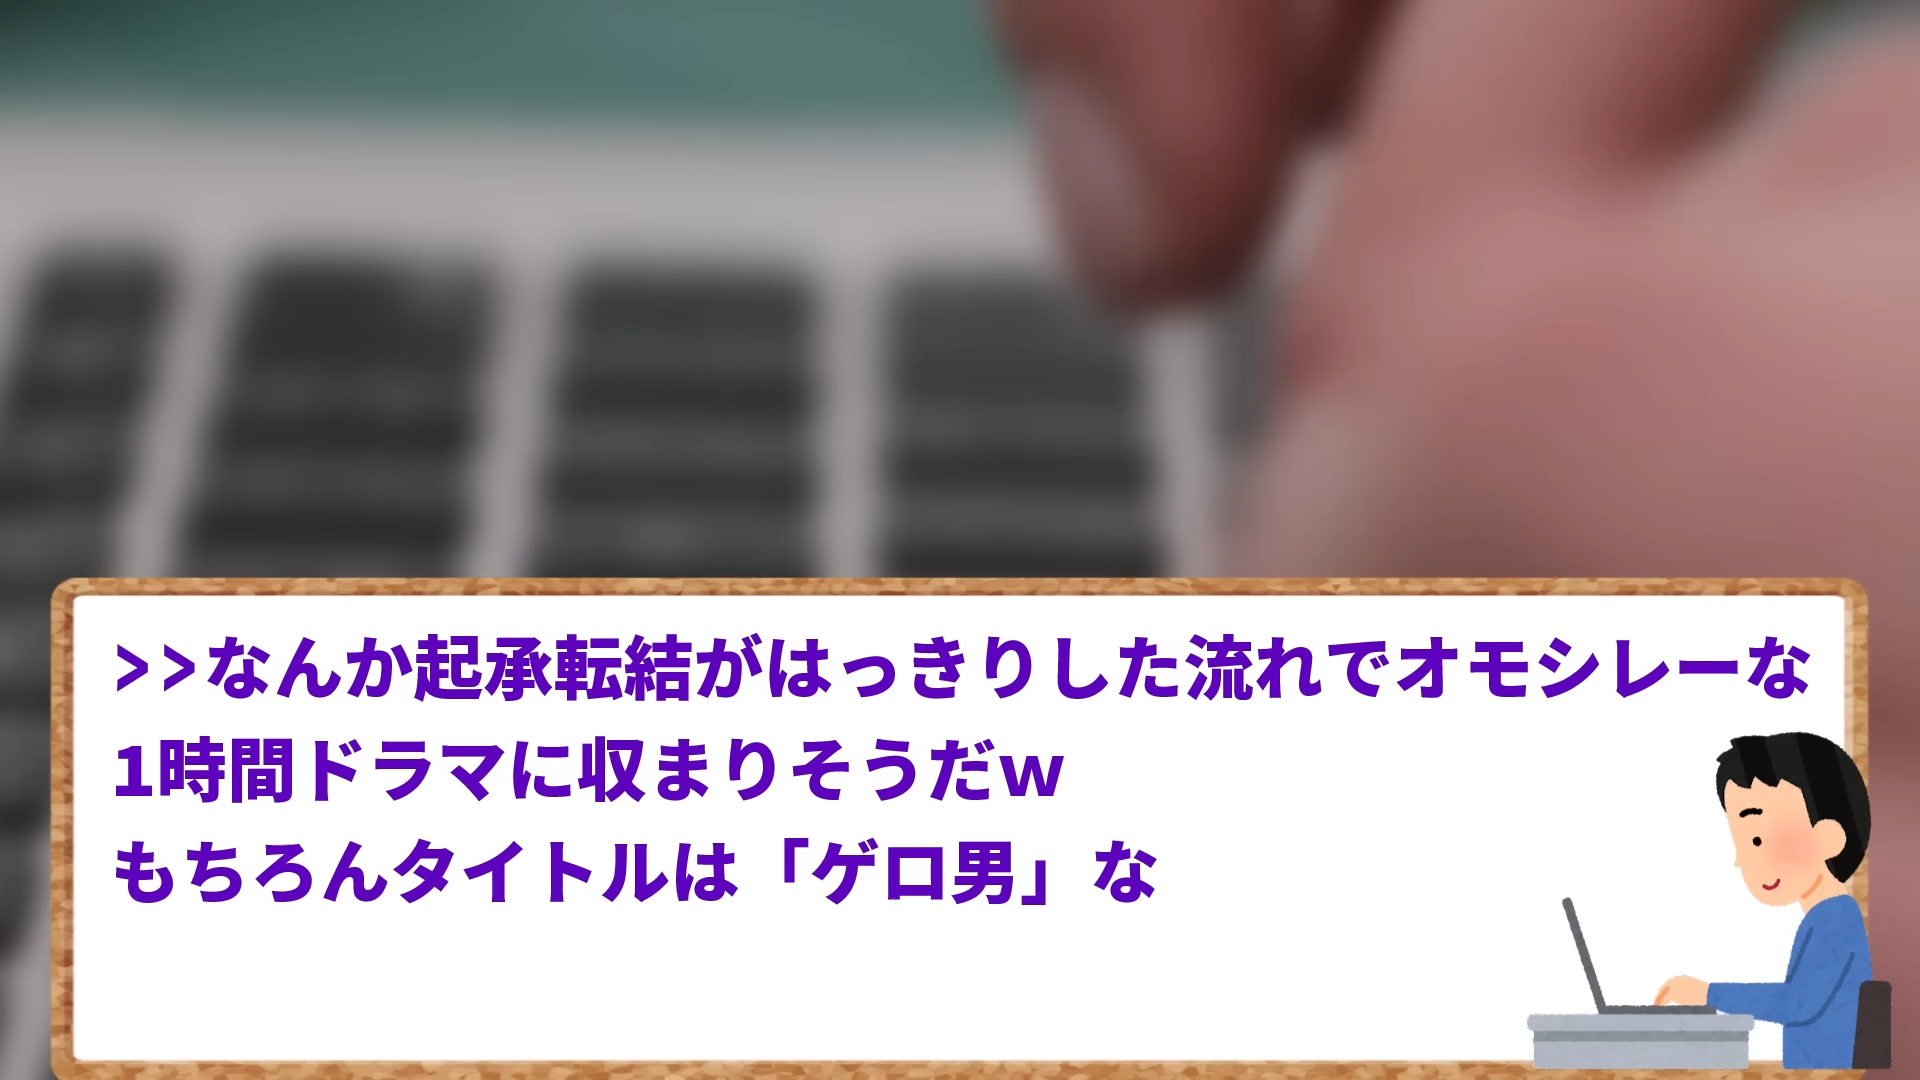 >>なんか起承転結がはっきりした流れでオモシレーな
1時間ドラマに収まりそうだw
もちろんタイトルは「ゲロ男」な